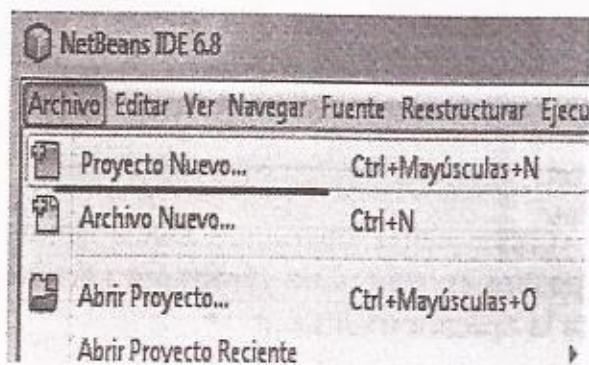 NetBeans IDE 6.8
Archivo Editar Ver Navegar Fuente Reestructurar Ejecu
Proyecto Nuevo... Ctrl+Mayúsculas+N
Archivo Nuevo... Ctrl+N
Abrir Proyecto... Ctrl+Mayúsculas+O
Abrir Proyecto Reciente